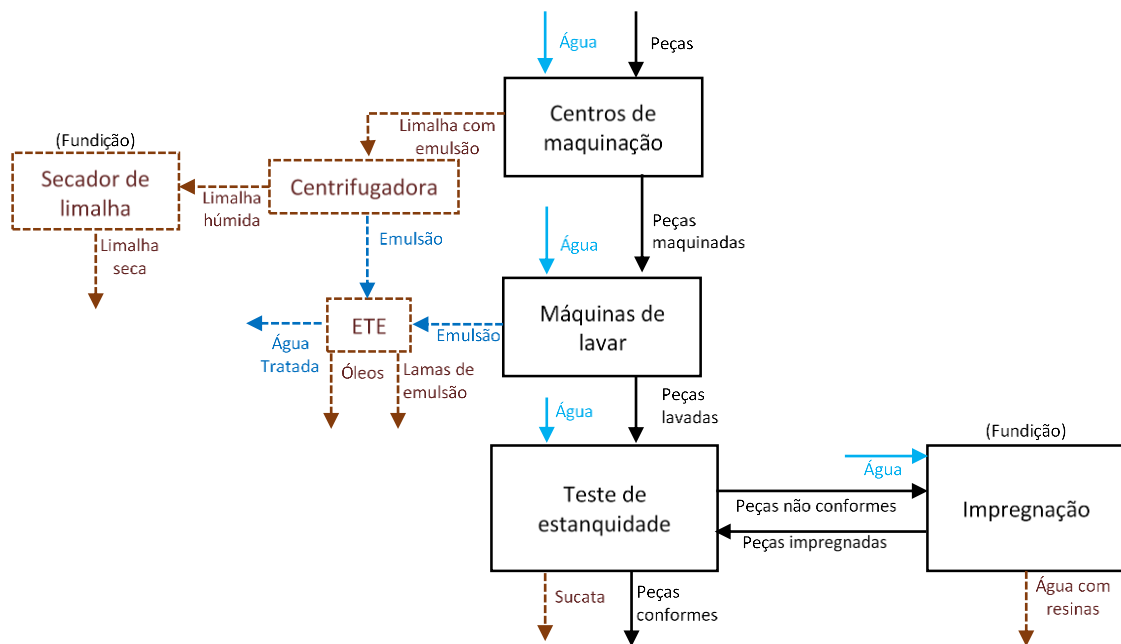 Água
Peças
Centros de
maquinação
Limalha com
emulsão
(Fundição)
Secador de
limalha
Limalha
húmida
Centrifugadora
Limalha
seca
Emulsão
Água
Peças
maquinadas
Máquinas de
lavar
Emulsão
ETE
Água
Tratada
Óleos
Lamas de
emulsão
Água
Peças
lavadas
Teste de
estanquidade
(Fundição)
Água
Peças não conformes
Peças impregnadas
Impregnação
Sucata
Peças
conformes
Água com
resinas